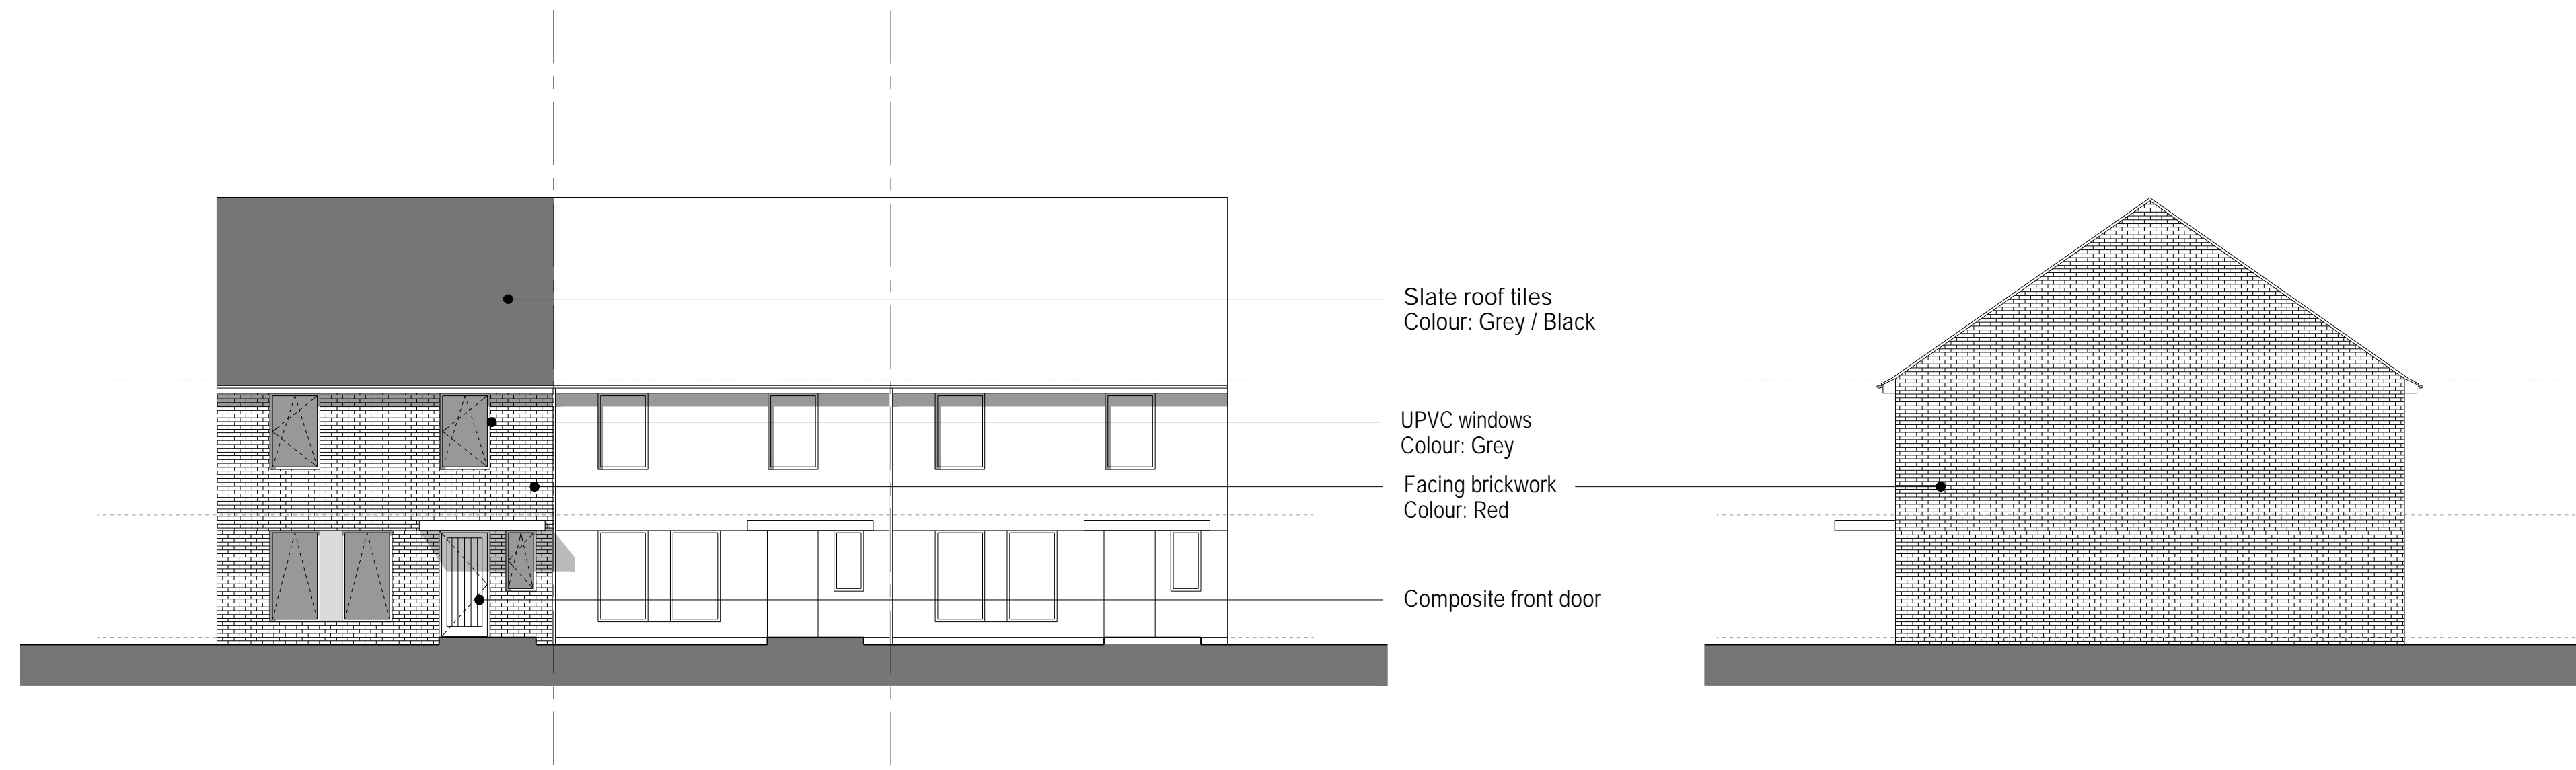 Slate roof tiles
Colour: Grey / Black
UPVC windows
Colour: Grey
Facing brickwork
Colour: Red
Composite front door